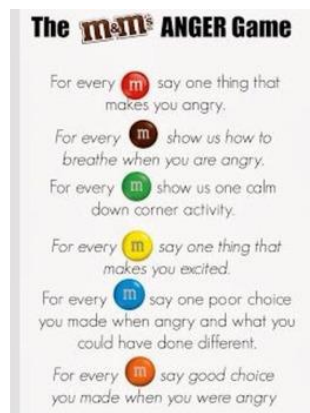 The m&m's ANGER Game
For every m say one thing that
makes you angry.
For every m show us how to
breathe when you are angry.
For every m show us one calm
down corner activity.
For every m say one thing that
makes you excited.
For every m say one poor choice
you made when angry and what you
could have done different.
For every m say good choice
you made when you were angry